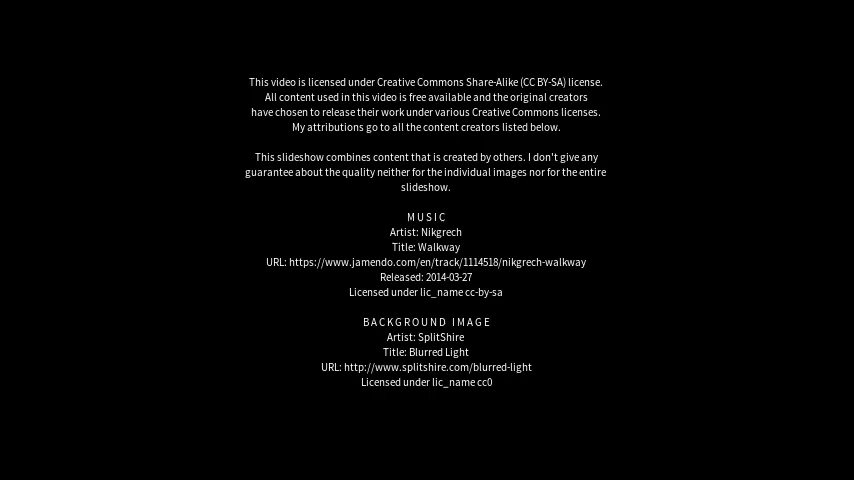 This video is licensed under Creative Commons Share-Alike (CC BY-SA) license.
All content used in this video is free available and the original creators
have chosen to release their work under various Creative Commons licenses.
My attributions go to all the content creators listed below.
This slideshow combines content that is created by others. I don't give any
guarantee about the quality neither for the individual images nor for the entire
slideshow.
MUSIC
Artist: Nikgrech
Title: Walkway
URL: https://www.jamendo.com/en/track/1114518/nikgrech-walkway
Released: 2014-03-27
Licensed under lic_name cc-by-sa
BACKGROUND IMAGE
Artist: SplitShire
Title: Blurred Light
URL: http://www.splitshire.com/blurred-light
Licensed under lic_name cc0